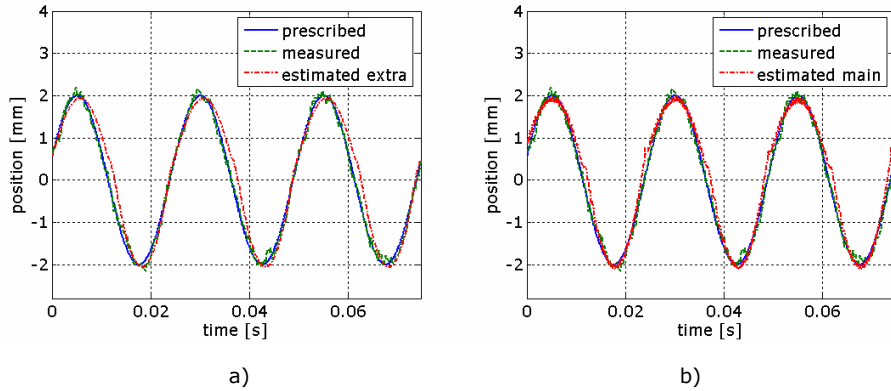 4
3
2
1
0
-1
-2
position [mm]
prescribed
measured
estimated extra
0
0.02
0.04
0.06
time [s]
a)
4
3
2
1
0
-1
-2
position [mm]
prescribed
measured
estimated main
0
0.02
0.04
0.06
time [s]
b)